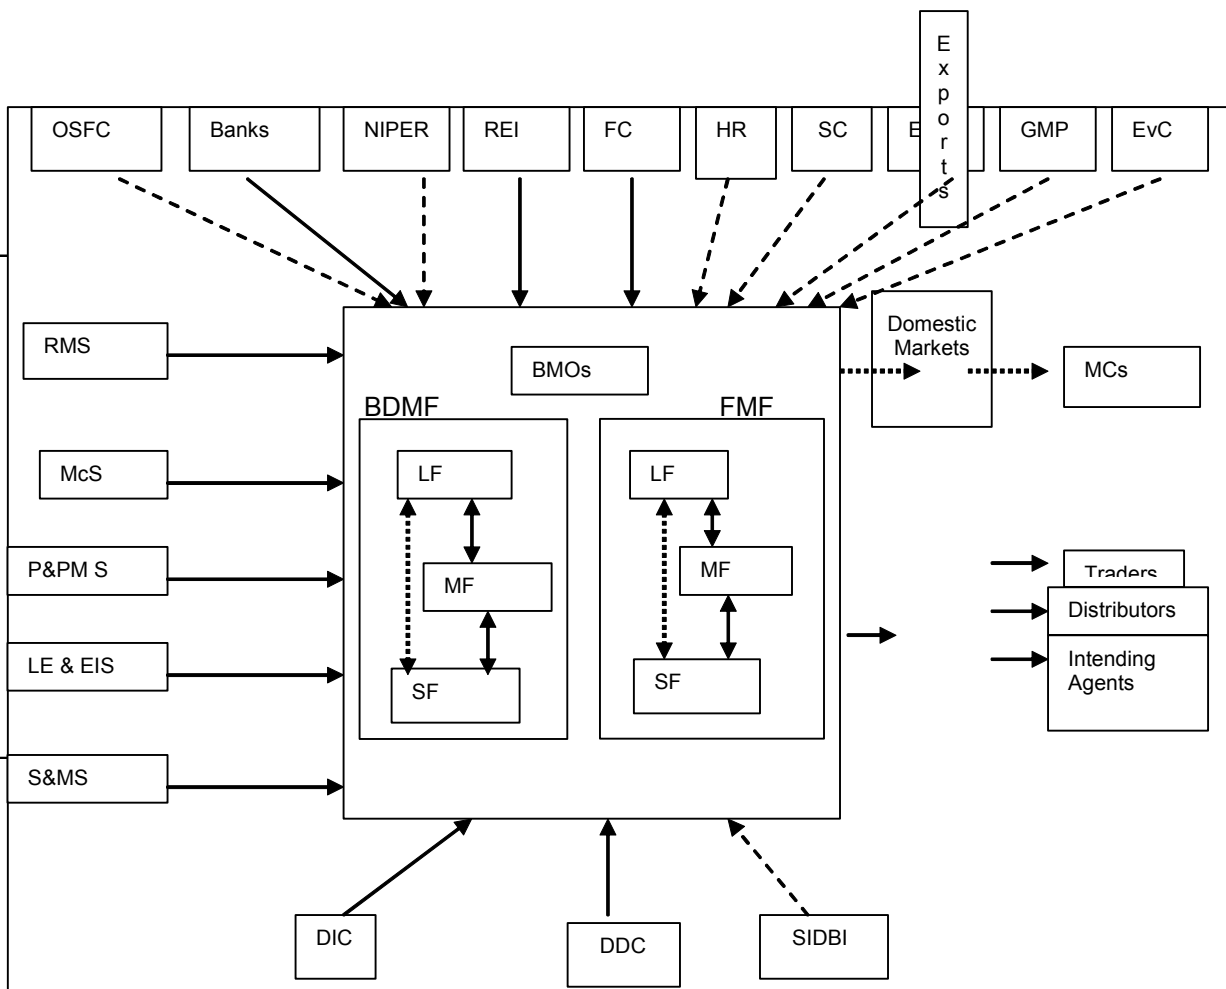 E
x
p
o
r
t
s
OSFC
Banks
NIPER
REI
FC
HR
SC
E
GMP
EvC
RMS
BMOs
Domestic
Markets
MCs
BDMF
FMF
McS
LF
LF
P&PM S
MF
MF
Traders
Distributors
LE & EIS
SF
SF
Intending
Agents
S&MS
DIC
DDC
SIDBI